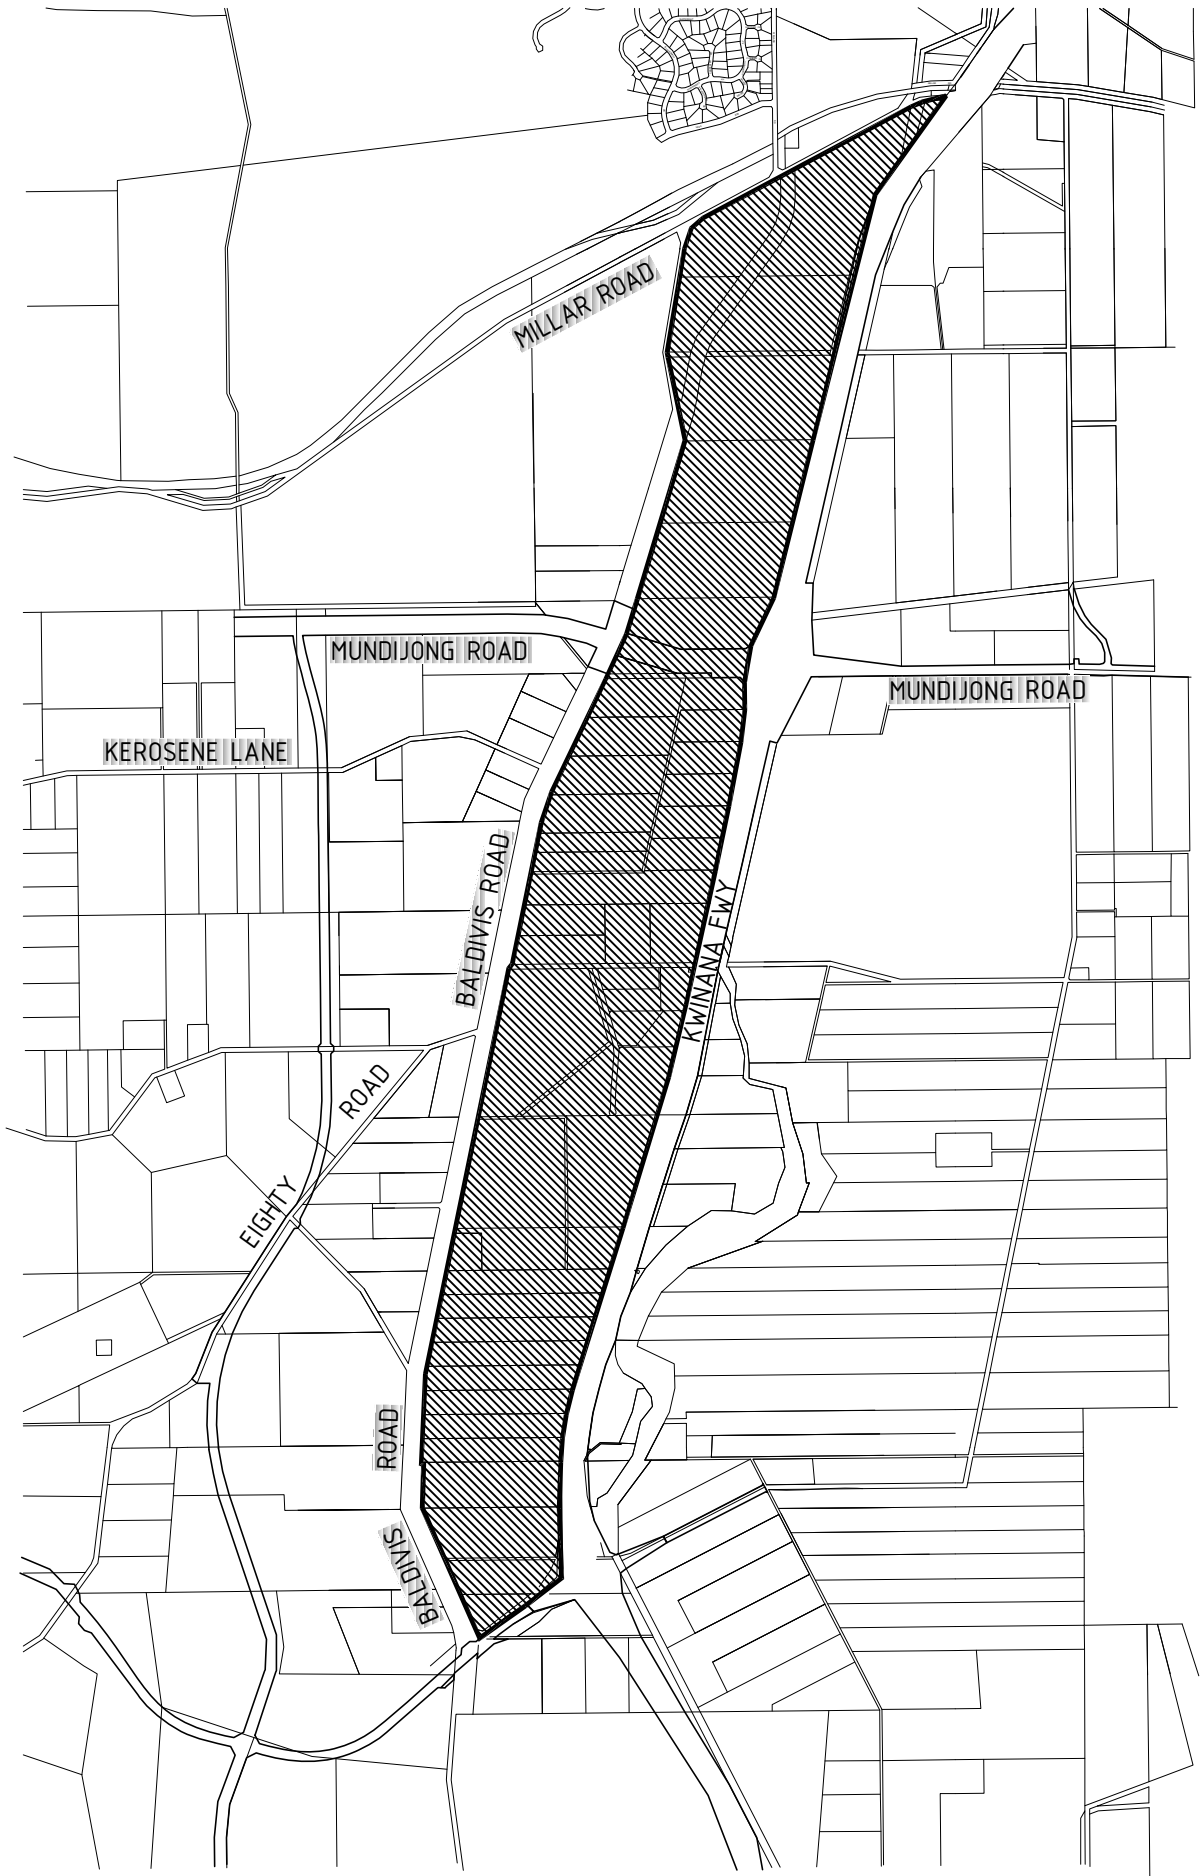 MILLAR ROAD
MUNDIJONG ROAD
MUNDIJONG ROAD
KEROSENE LANE
BALDIVIS ROAD
KWINANA FWY
EIGHTY ROAD
BALDIVIS ROAD